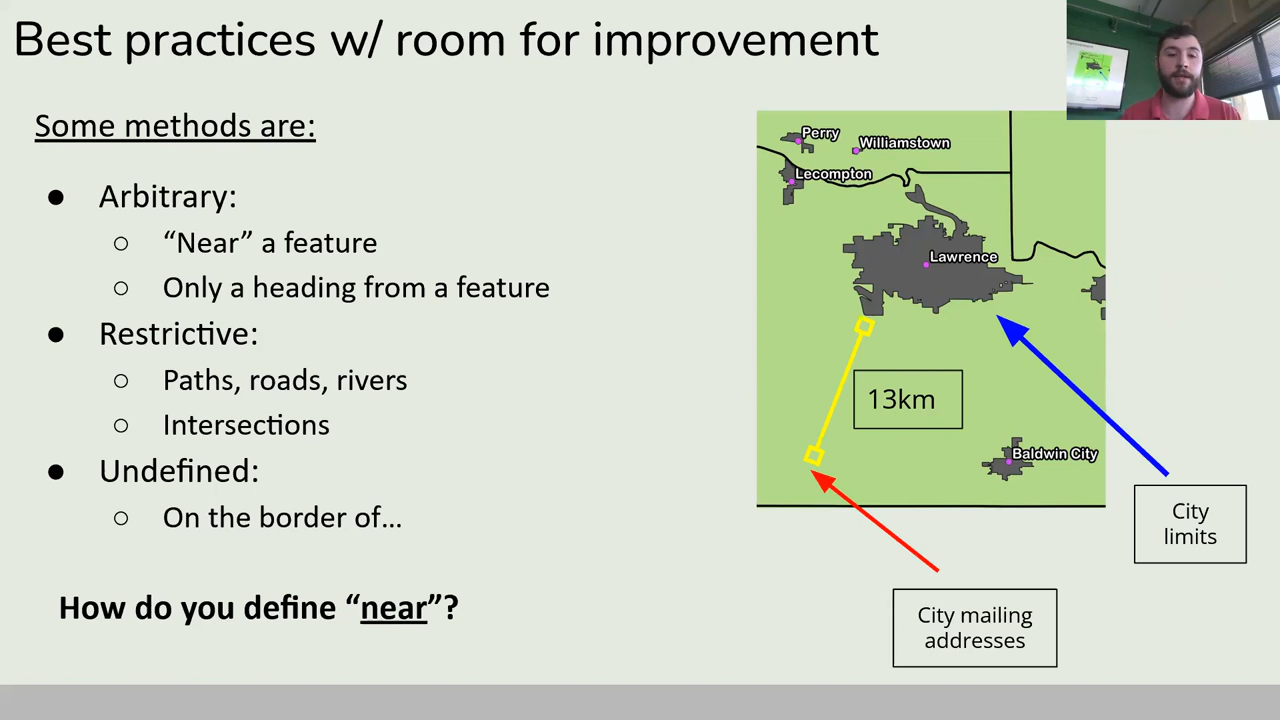 Best practices w/ room for improvement
Some methods are:
● Arbitrary:
○ “Near” a feature
○ Only a heading from a feature
● Restrictive:
○ Paths, roads, rivers
○ Intersections
● Undefined:
○ On the border of...
How do you define “near”?
Perry
Williamstown
Lecompton
Lawrence
13km
Baldwin City
City
limits
City mailing
addresses